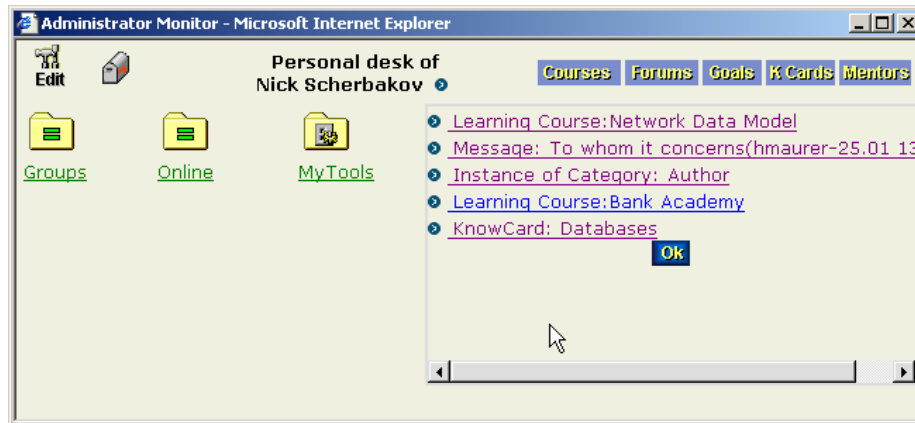 Administrator Monitor - Microsoft Internet Explorer
Edit
Personal desk of
Nick Scherbakov
Courses Forums Goals K Cards Mentors
Groups Online MyTools
Learning Course:Network Data Model
Message: To whom it concerns(hmaurer-25.01 13
Instance of Category: Author
Learning Course:Bank Academy
KnowCard: Databases
Ok